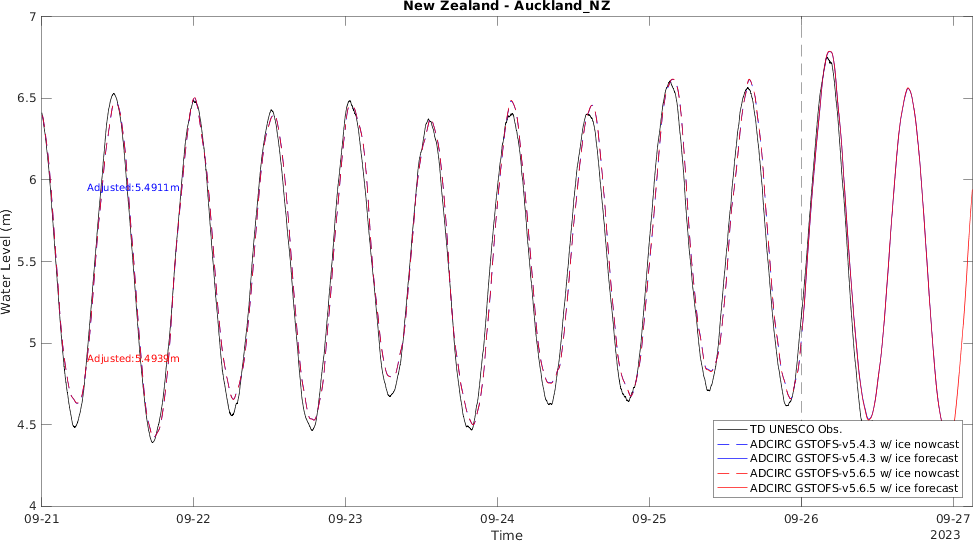 New Zealand - Auckland_NZ
7
6.5
6
5.5
5
4.5
4
Water Level (m)
Adjusted:5.4911m
Adjusted:5.4939m
TD UNESCO Obs.
ADCIRC GSTOFS-v5.4.3 w/ ice nowcast
ADCIRC GSTOFS-v5.4.3 w/ ice forecast
ADCIRC GSTOFS-v5.6.5 w/ ice nowcast
ADCIRC GSTOFS-v5.6.5 w/ ice forecast
09-21 09-22 09-23 09-24 09-25 09-26 09-27
Time
2023